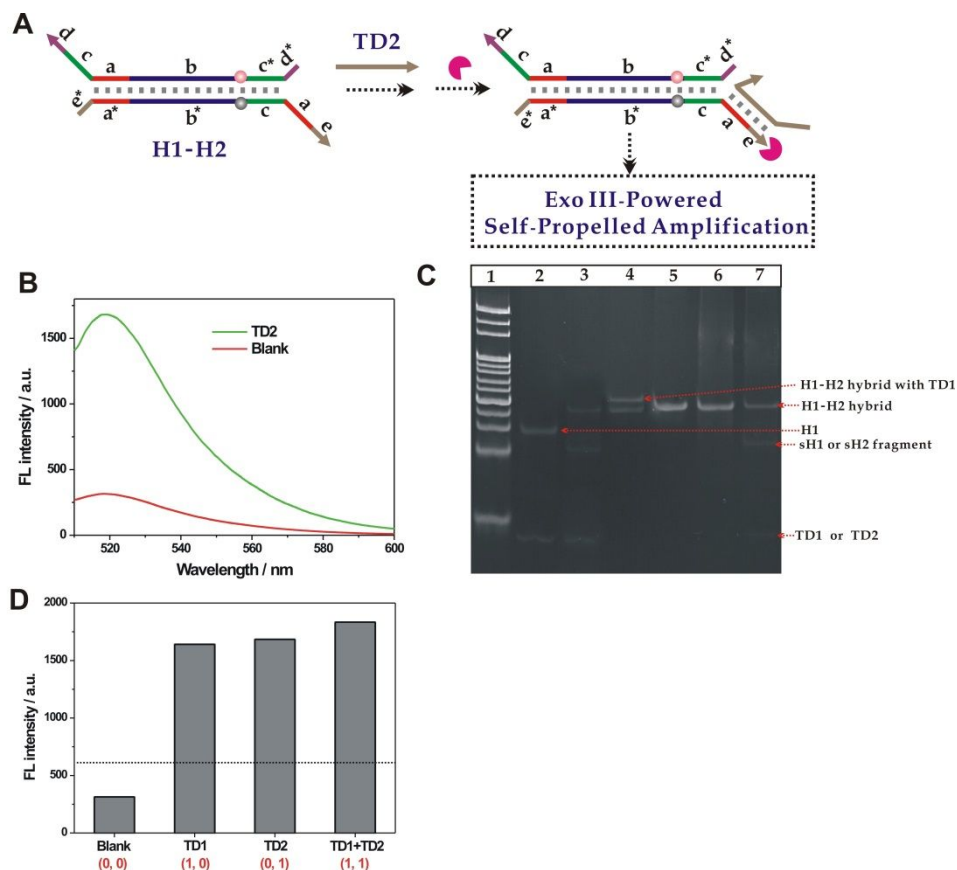 A
d
c
a
b
c*
d*
e*
a*
b*
c
a
e
H1-H2
TD2
d
c
a
b
c*
d*
e*
a*
b*
c
a
e
Exo III-Powered
Self-Propelled Amplification
B
FL intensity / a.u.
1500
1000
500
0
TD2
Blank
520 540 560 580 600
Wavelength / nm
C
1 2 3 4 5 6 7
H1-H2 hybrid with TD1
H1-H2 hybrid
H1
sH1 or sH2 fragment
TD1 or TD2
D
FL intensity / a.u.
2000
1500
1000
500
0
Blank TD1 TD2 TD1+TD2
(0, 0) (1, 0) (0, 1) (1, 1)